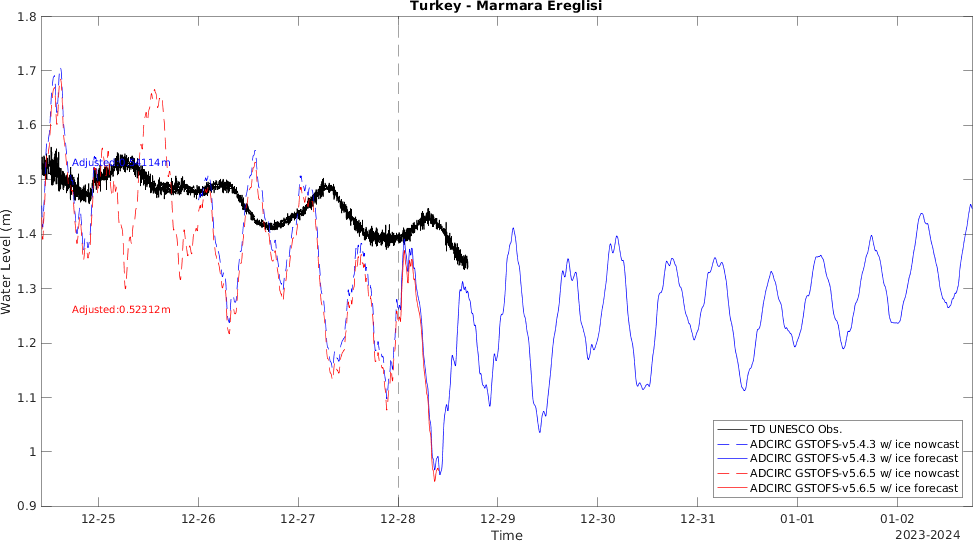 Turkey - Marmara Ereglisi
1.8
1.7
1.6
1.5
1.4
1.3
1.2
1.1
1
0.9
Water Level (m)
Adjusted:0.52312m
12-25
12-26
12-27
12-28
12-29
12-30
12-31
01-01
01-02
Time
2023-2024
TD UNESCO Obs.
ADCIRC GSTOFS-v5.4.3 w/ ice nowcast
ADCIRC GSTOFS-v5.4.3 w/ ice forecast
ADCIRC GSTOFS-v5.6.5 w/ ice nowcast
ADCIRC GSTOFS-v5.6.5 w/ ice forecast